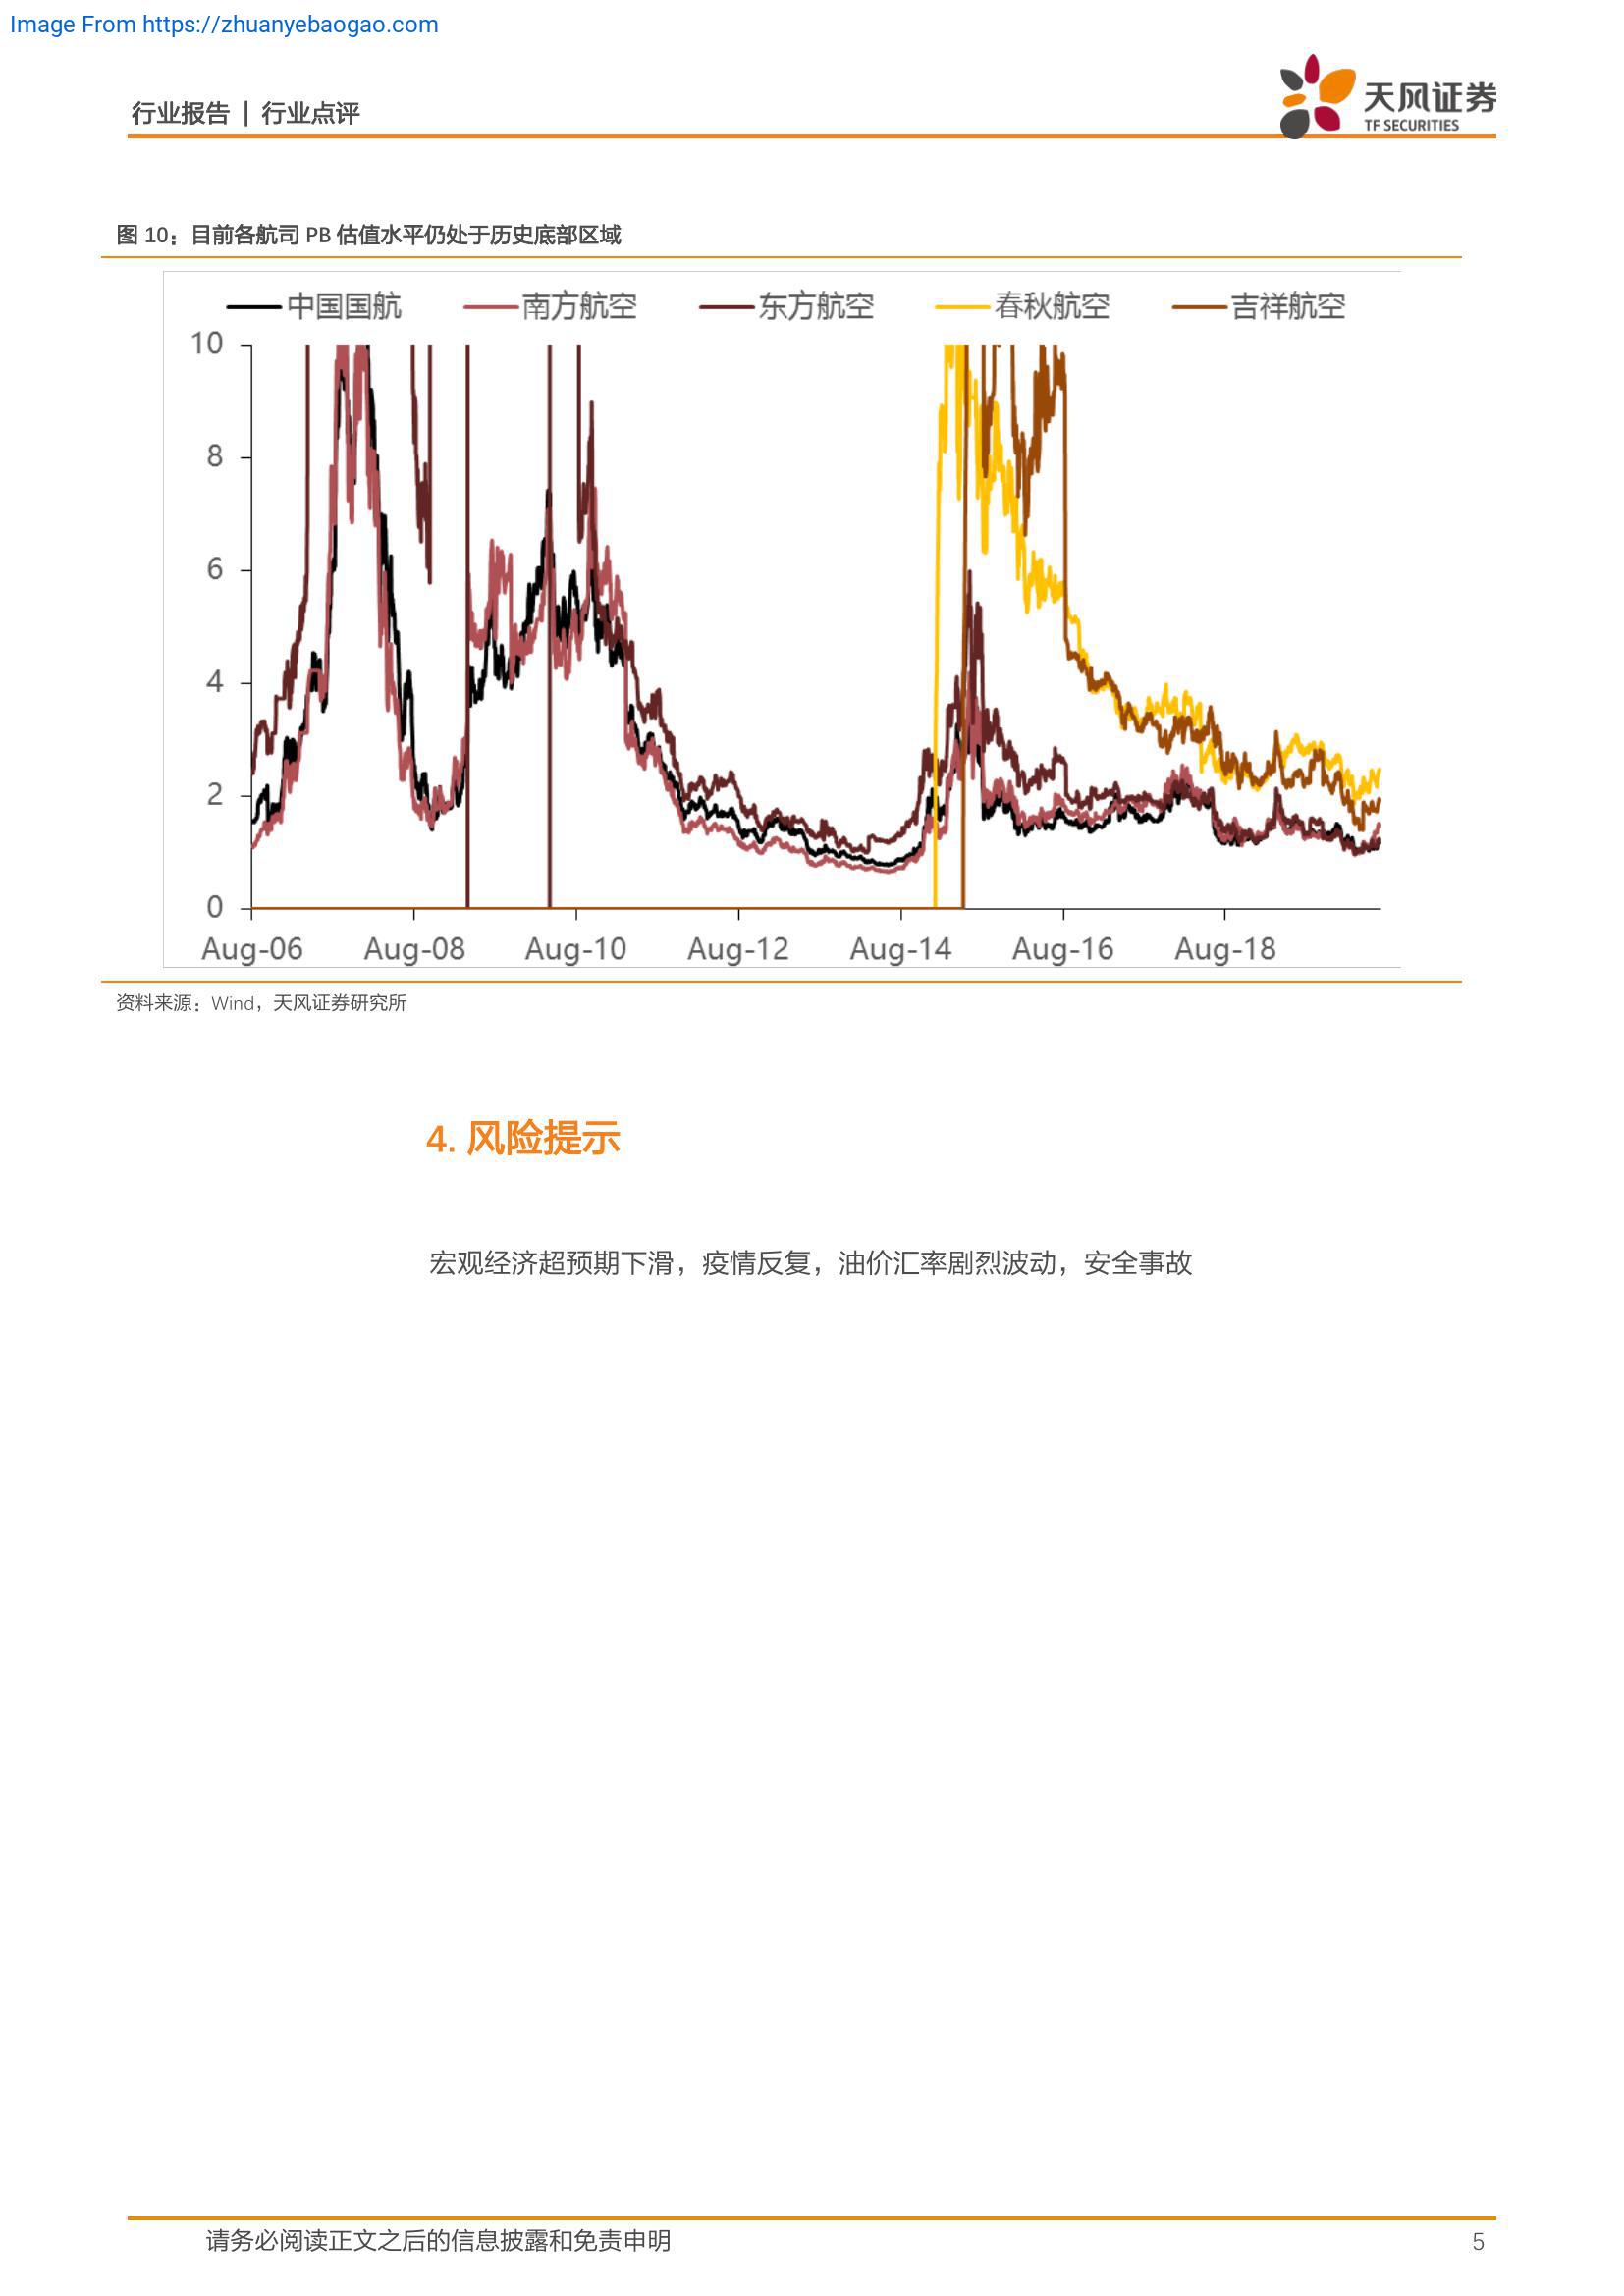 Image From https://zhuanyebaogao.com
行业报告 | 行业点评
天风证券
TF SECURITIES
图 10：目前各航司 PB 估值水平仍处于历史底部区域
中国国航 南方航空 东方航空 春秋航空 吉祥航空
10
8
6
4
2
0
Aug-06 Aug-08 Aug-10 Aug-12 Aug-14 Aug-16 Aug-18
资料来源：Wind，天风证券研究所
4. 风险提示
宏观经济超预期下滑，疫情反复，油价汇率剧烈波动，安全事故
请务必阅读正文之后的信息披露和免责申明 5